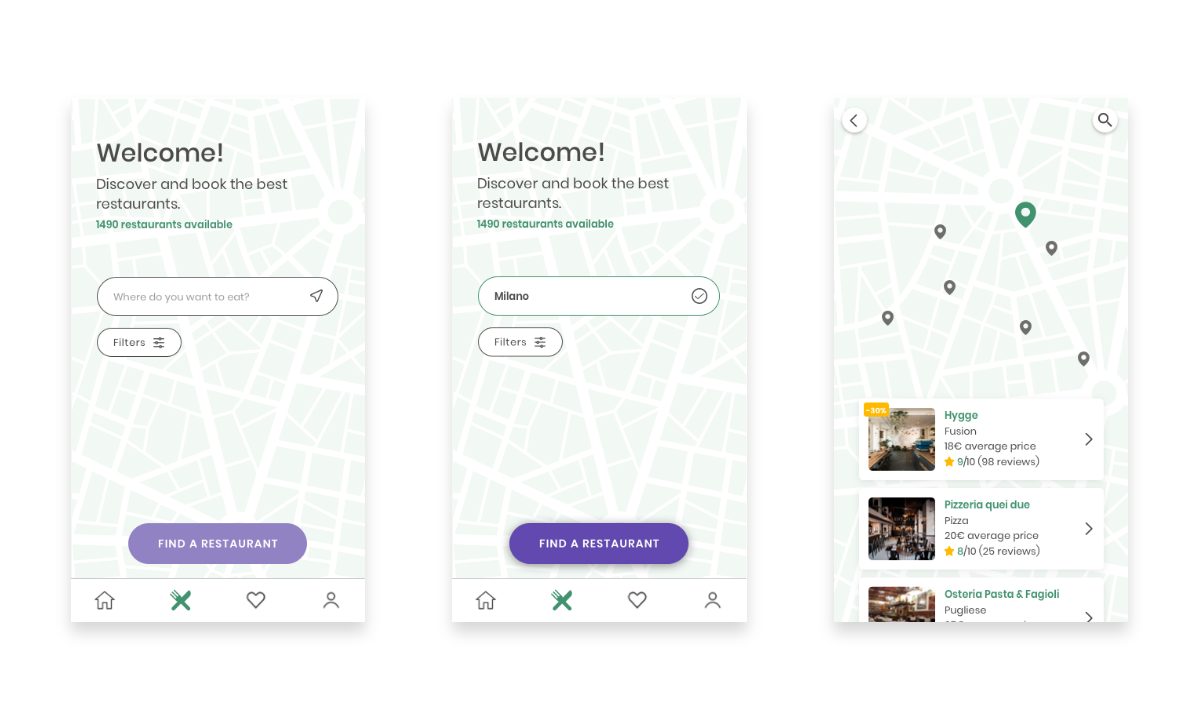 Welcome!
Discover and book the best
restaurants.
1490 restaurants available
Where do you want to eat?
Filters
FIND A RESTAURANT
Welcome!
Discover and book the best
restaurants.
1490 restaurants available
Milano
Filters
FIND A RESTAURANT
-30%
Hygge
Fusion
18€ average price
9/10 (98 reviews)
Pizzeria quei due
Pizza
20€ average price
8/10 (25 reviews)
Osteria Pasta & Fagioli
Pugliese